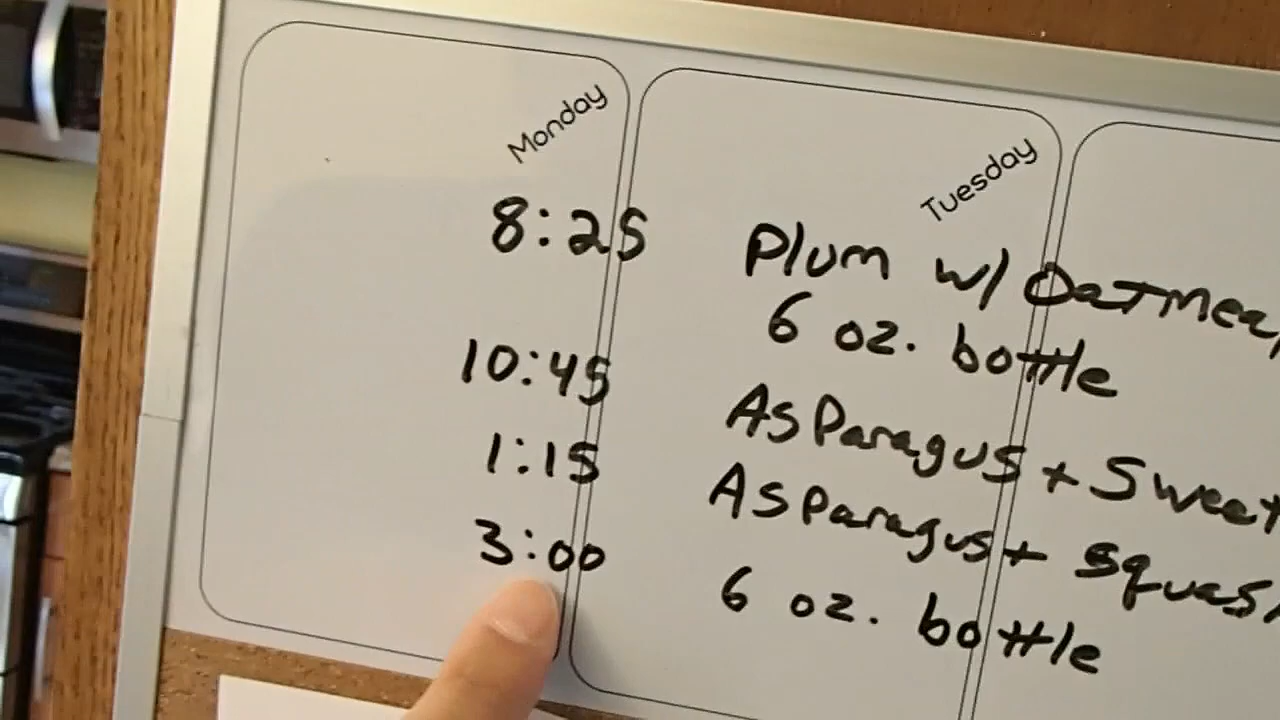 Monday
Tuesday
8:25 Plum w/ Oatmeal
6 oz. bottle
10:45 Asparagus + Sweet
1:15 Asparagus + Squash
3:00 6 oz. bottle